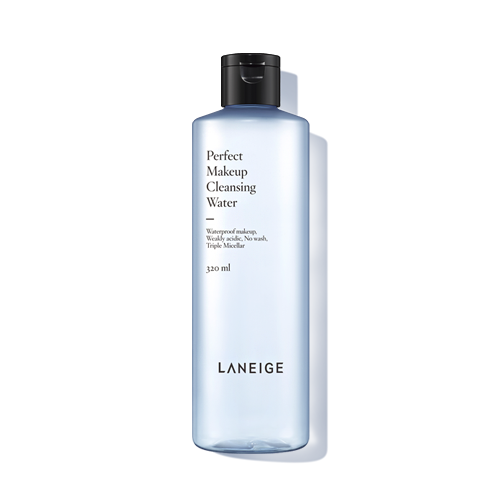 Perfect
Makeup
Cleansing
Water
Waterproof makeup,
Weakly acidic, No wash,
Triple Micellar
320 ml
LANEIGE